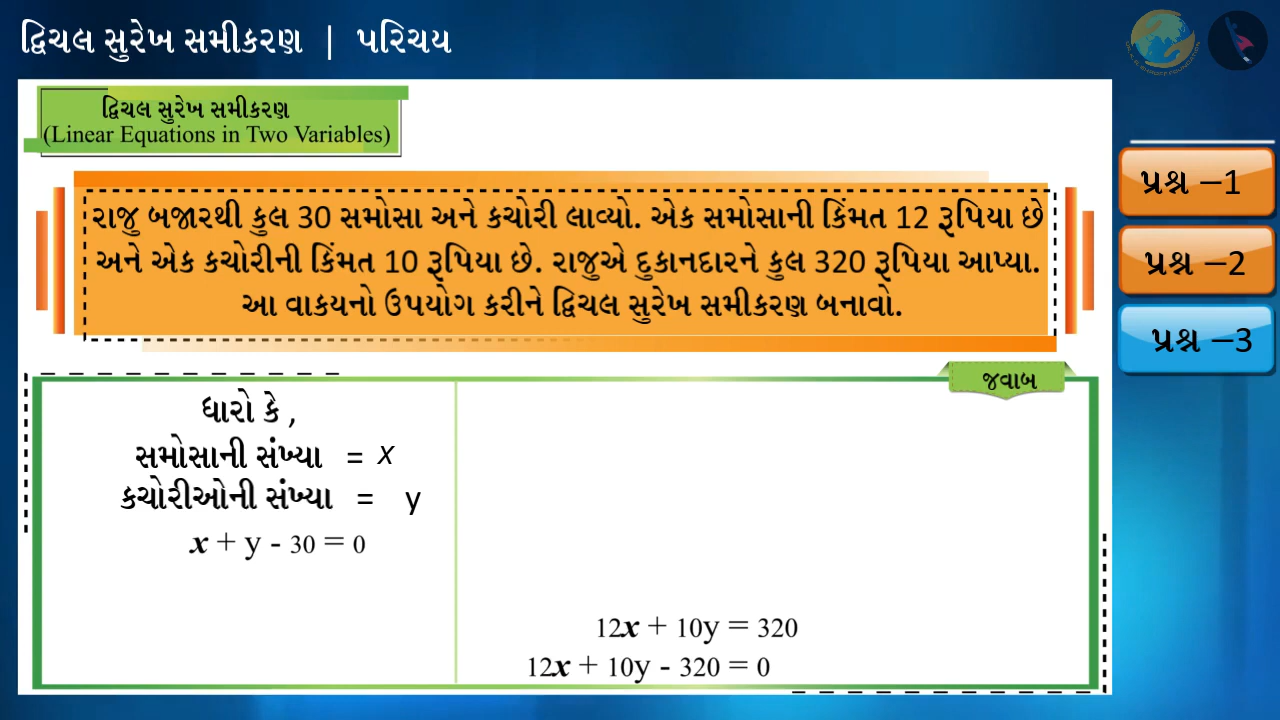 દ્વિચલ સુરેખ સમીકરણ | પરિચય
દ્વિચલ સુરેખ સમીકરણ
(Linear Equations in Two Variables)
રાજુ બજારથી કુલ 30 સમોસા અને કચોરી લાવ્યો. એક સમોસાની કિંમત 12 રૂપિયા છે
અને એક કચોરીની કિંમત 10 રૂપિયા છે. રાજુએ દુકાનદારને કુલ 320 રૂપિયા આપ્યા.
આ વાકયનો ઉપયોગ કરીને દ્વિચલ સુરેખ સમીકરણ બનાવો.
પ્રશ્ન –1
પ્રશ્ન –2
પ્રશ્ન –3
જવાબ
ધારો કે ,
સમોસાની સંખ્યા = x
કચોરીઓની સંખ્યા = y
x + y - 30 = 0
12x + 10y = 320
12x + 10y - 320 = 0